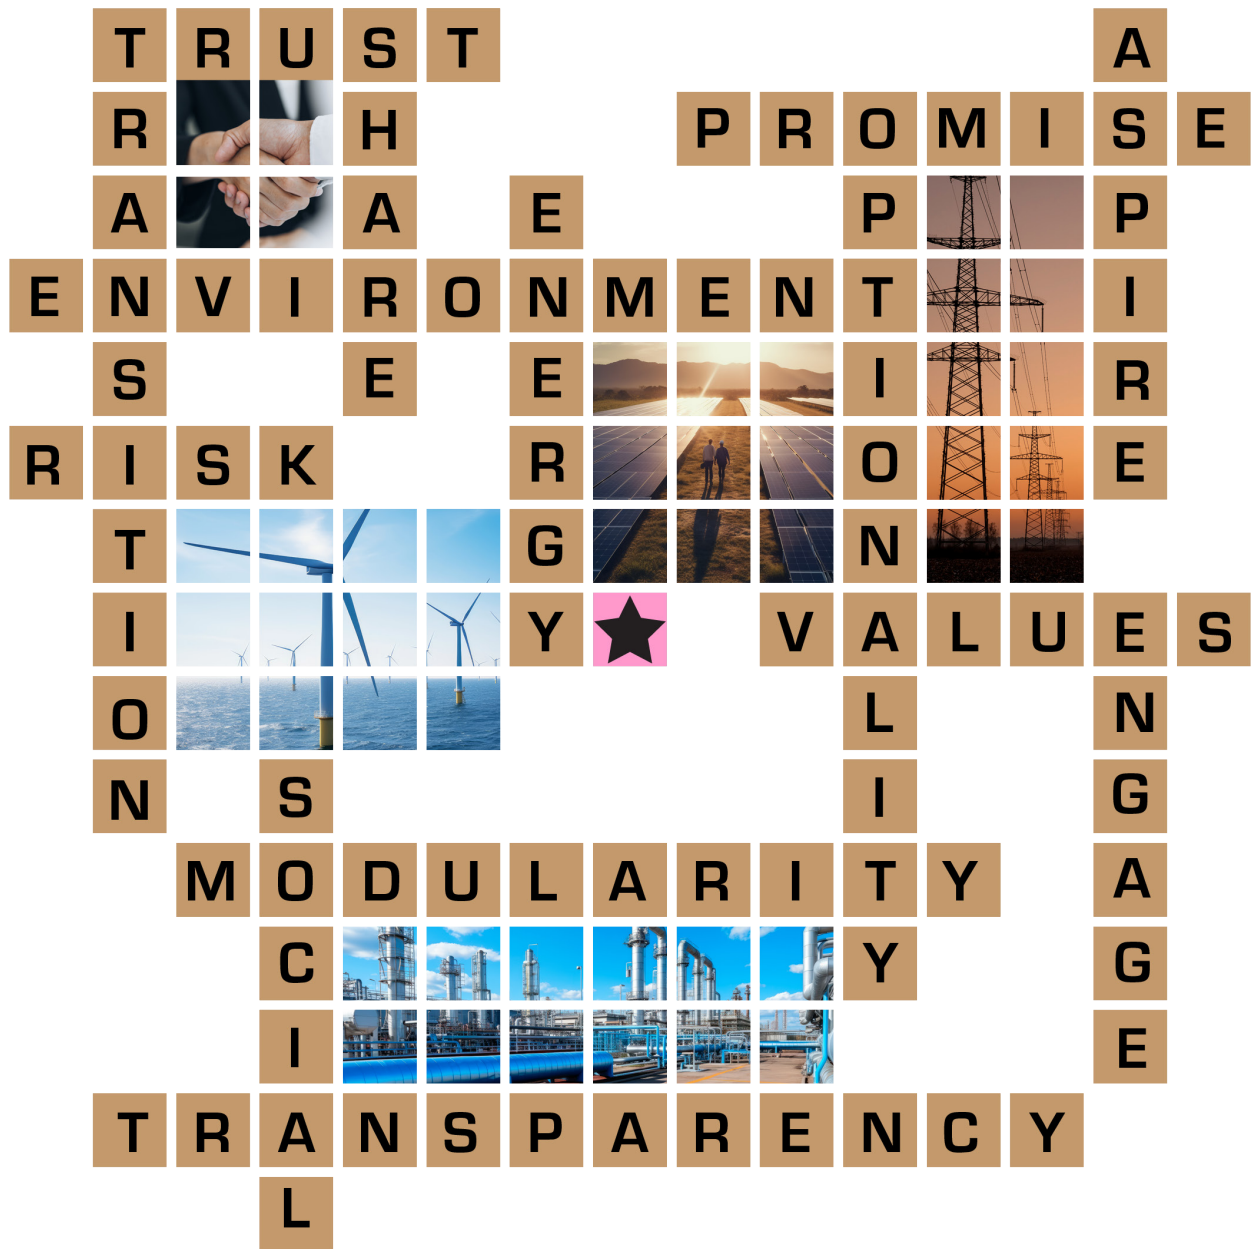 TRUST
TRANSITION
SHARE
ASPIRE
PROMISE
OPTIONALITY
ENERGY
ENVIRONMENT
RISK
VALUES
ENGAGE
SOCIAL
MODULARITY
TRANSPARENCY